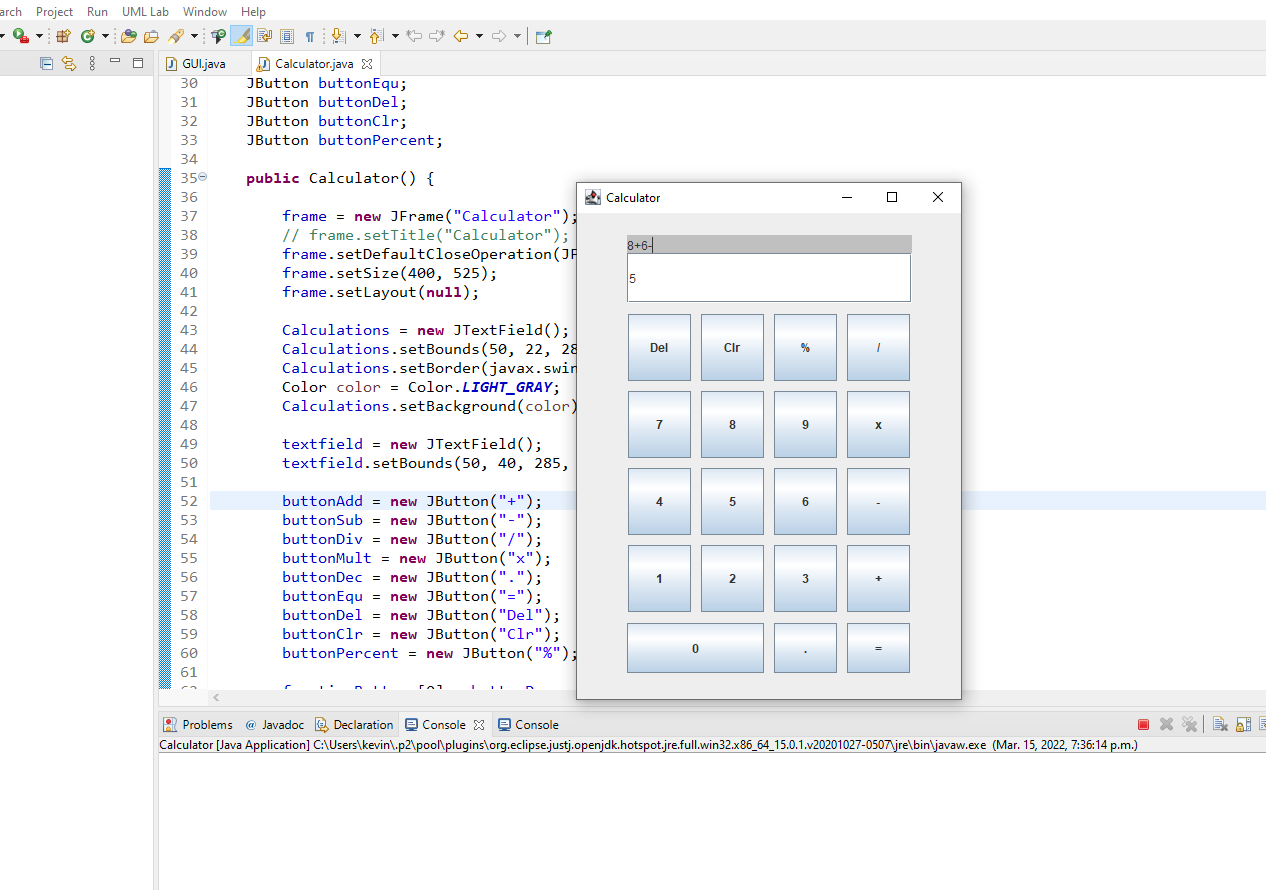 arch Project Run UML Lab Window Help
GUI.java Calculator.java
30 JButton buttonEqu;
31 JButton buttonDel;
32 JButton buttonClr;
33 JButton buttonPercent;
34
35 public Calculator() {
36
37 frame = new JFrame("Calculator");
38 // frame.setTitle("Calculator");
39 frame.setDefaultCloseOperation(JF
40 frame.setSize(400, 525);
41 frame.setLayout(null);
42
43 Calculations = new JTextField();
44 Calculations.setBounds(50, 22, 28
45 Calculations.setBorder(javax.swin
46 Color color = Color.LIGHT_GRAY;
47 Calculations.setBackground(color)
48
49 textfield = new JTextField();
50 textfield.setBounds(50, 40, 285,
51
52 buttonAdd = new JButton("+");
53 buttonSub = new JButton("-");
54 buttonDiv = new JButton("/");
55 buttonMult = new JButton("x");
56 buttonDec = new JButton(".");
57 buttonEqu = new JButton("=");
58 buttonDel = new JButton("Del");
59 buttonClr = new JButton("Clr");
60 buttonPercent = new JButton("%");
61
Calculator
8+6-
5
Del Clr % /
7 8 9 x
4 5 6 -
1 2 3 +
0 . =
Problems @ Javadoc Declaration Console Console
Calculator [Java Application] C:\Users\kevin\.p2\pool\plugins\org.eclipse.justj.openjdk.hotspot.jre.full.win32.x86_64_15.0.1.v20201027-0507\jre\bin\javaw.exe (Mar. 15, 2022, 7:36:14 p.m.)